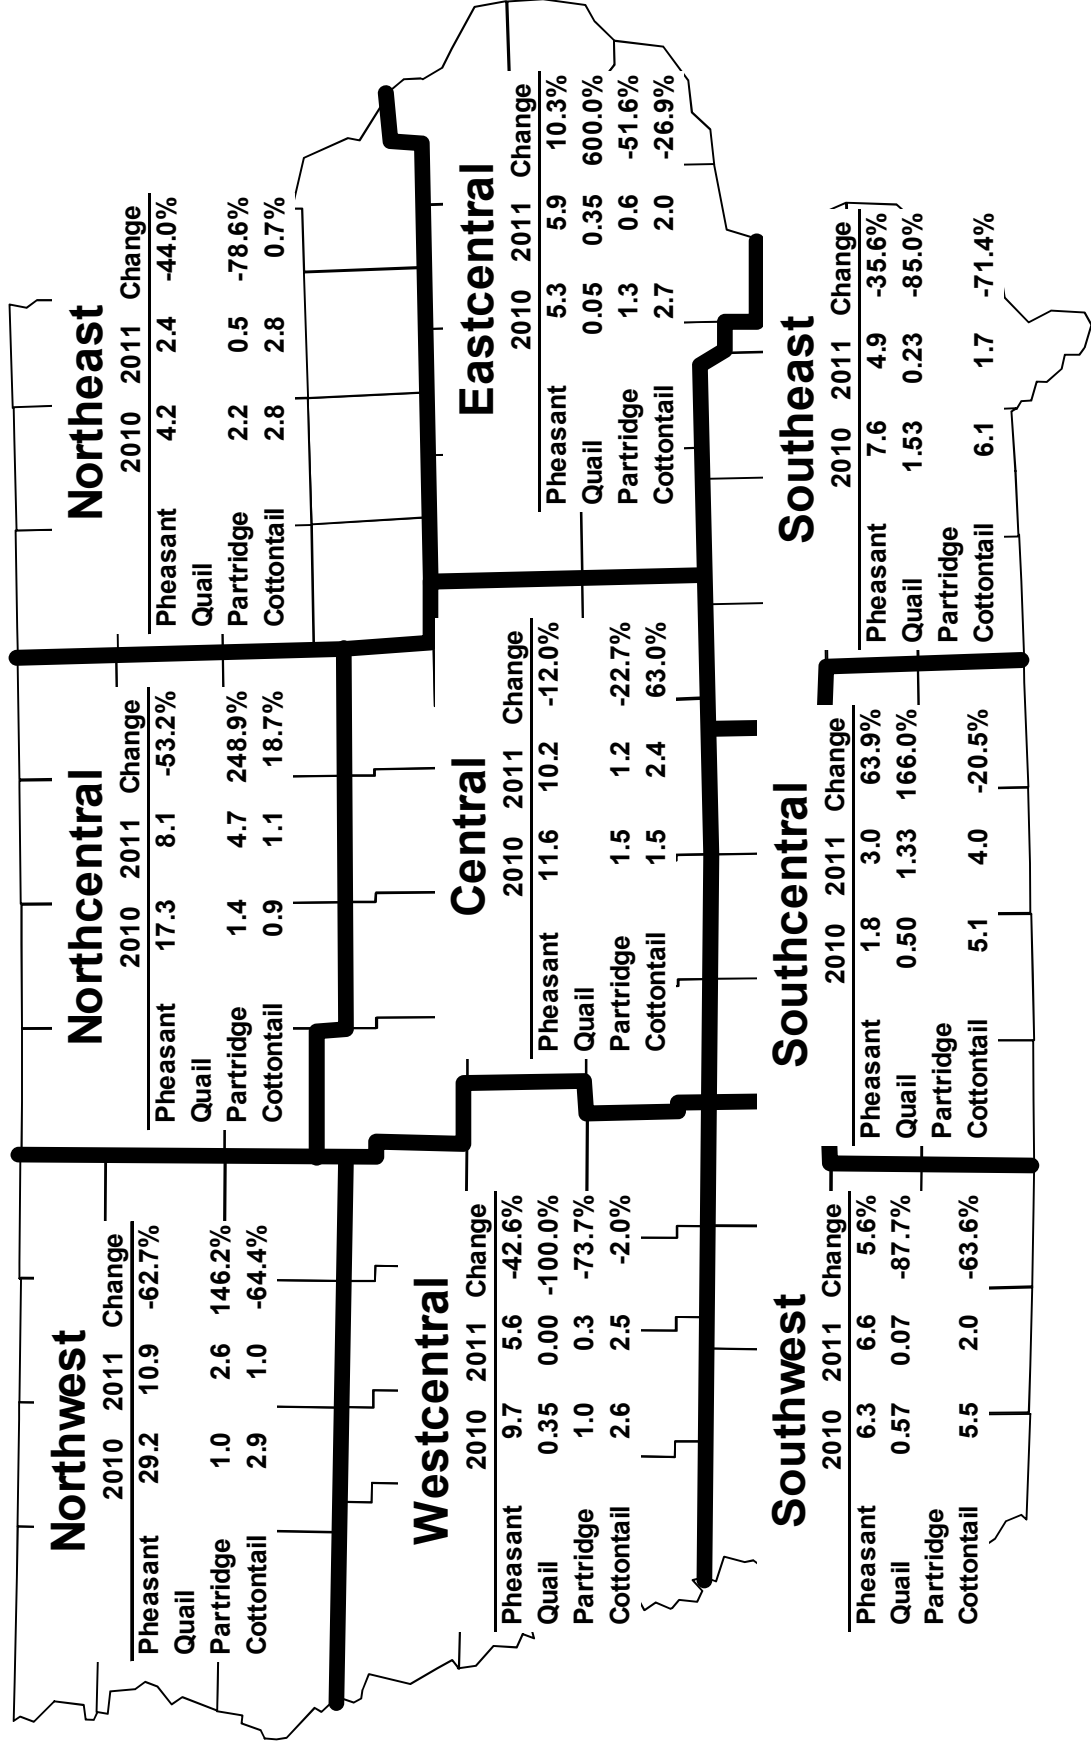 Northwest
2010 2011 Change
Pheasant 29.2 10.9 -62.7%
Quail
Partridge 1.0 2.6 146.2%
Cottontail 2.9 1.0 -64.4%
Northcentral
2010 2011 Change
Pheasant 17.3 8.1 -53.2%
Quail
Partridge 1.4 4.7 248.9%
Cottontail 0.9 1.1 18.7%
Northeast
2010 2011 Change
Pheasant 4.2 2.4 -44.0%
Quail
Partridge 2.2 0.5 -78.6%
Cottontail 2.8 2.8 0.7%
Westcentral
2010 2011 Change
Pheasant 9.7 5.6 -42.6%
Quail 0.35 0.00 -100.0%
Partridge 1.0 0.3 -73.7%
Cottontail 2.6 2.5 -2.0%
Central
2010 2011 Change
Pheasant 11.6 10.2 -12.0%
Quail
Partridge 1.5 1.2 -22.7%
Cottontail 1.5 2.4 63.0%
Eastcentral
2010 2011 Change
Pheasant 5.3 5.9 10.3%
Quail 0.05 0.35 600.0%
Partridge 1.3 0.6 -51.6%
Cottontail 2.7 2.0 -26.9%
Southwest
2010 2011 Change
Pheasant 6.3 6.6 5.6%
Quail 0.57 0.07 -87.7%
Partridge
Cottontail 5.5 2.0 -63.6%
Southcentral
2010 2011 Change
Pheasant 1.8 3.0 63.9%
Quail 0.50 1.33 166.0%
Partridge
Cottontail 5.1 4.0 -20.5%
Southeast
2010 2011 Change
Pheasant 7.6 4.9 -35.6%
Quail 1.53 0.23 -85.0%
Partridge
Cottontail 6.1 1.7 -71.4%